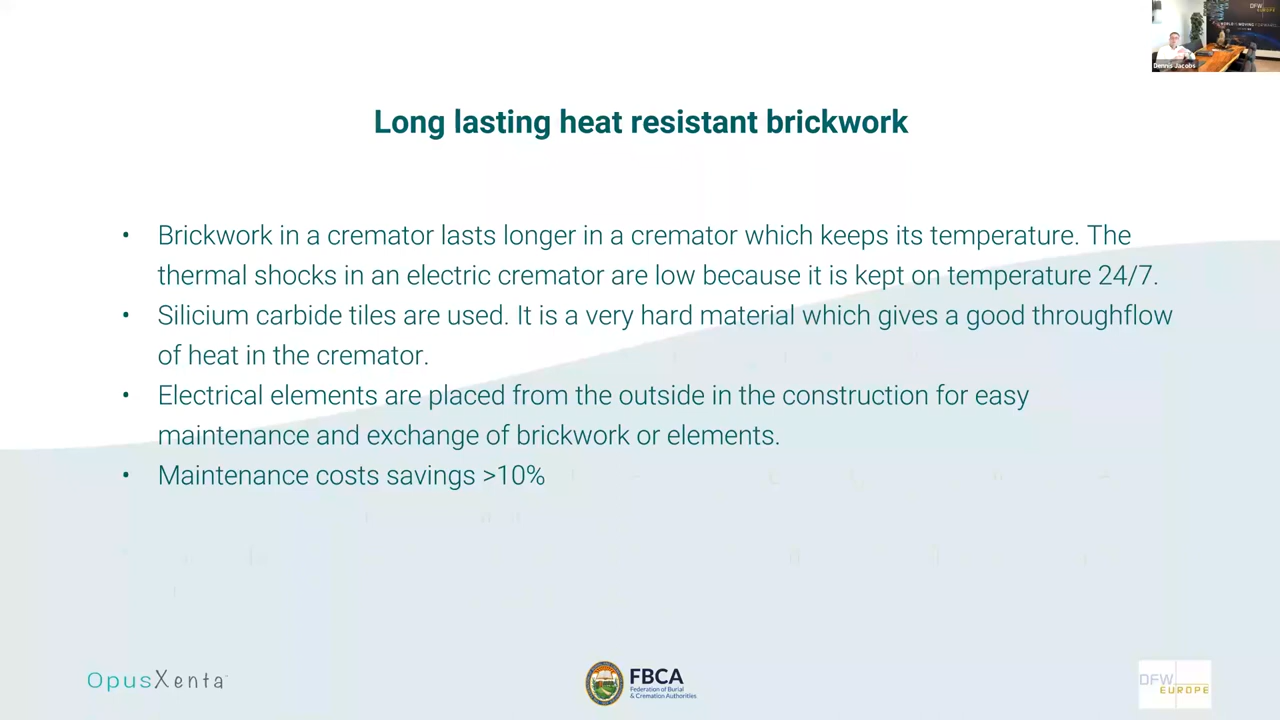 DFW
EUROPE
Dennis Jacobs
Long lasting heat resistant brickwork
• Brickwork in a cremator lasts longer in a cremator which keeps its temperature. The
thermal shocks in an electric cremator are low because it is kept on temperature 24/7.
• Silicium carbide tiles are used. It is a very hard material which gives a good throughflow
of heat in the cremator.
• Electrical elements are placed from the outside in the construction for easy
maintenance and exchange of brickwork or elements.
• Maintenance costs savings >10%
OpusXenta
FBCA
Federation of Burial
& Cremation Authorities
DFW
EUROPE